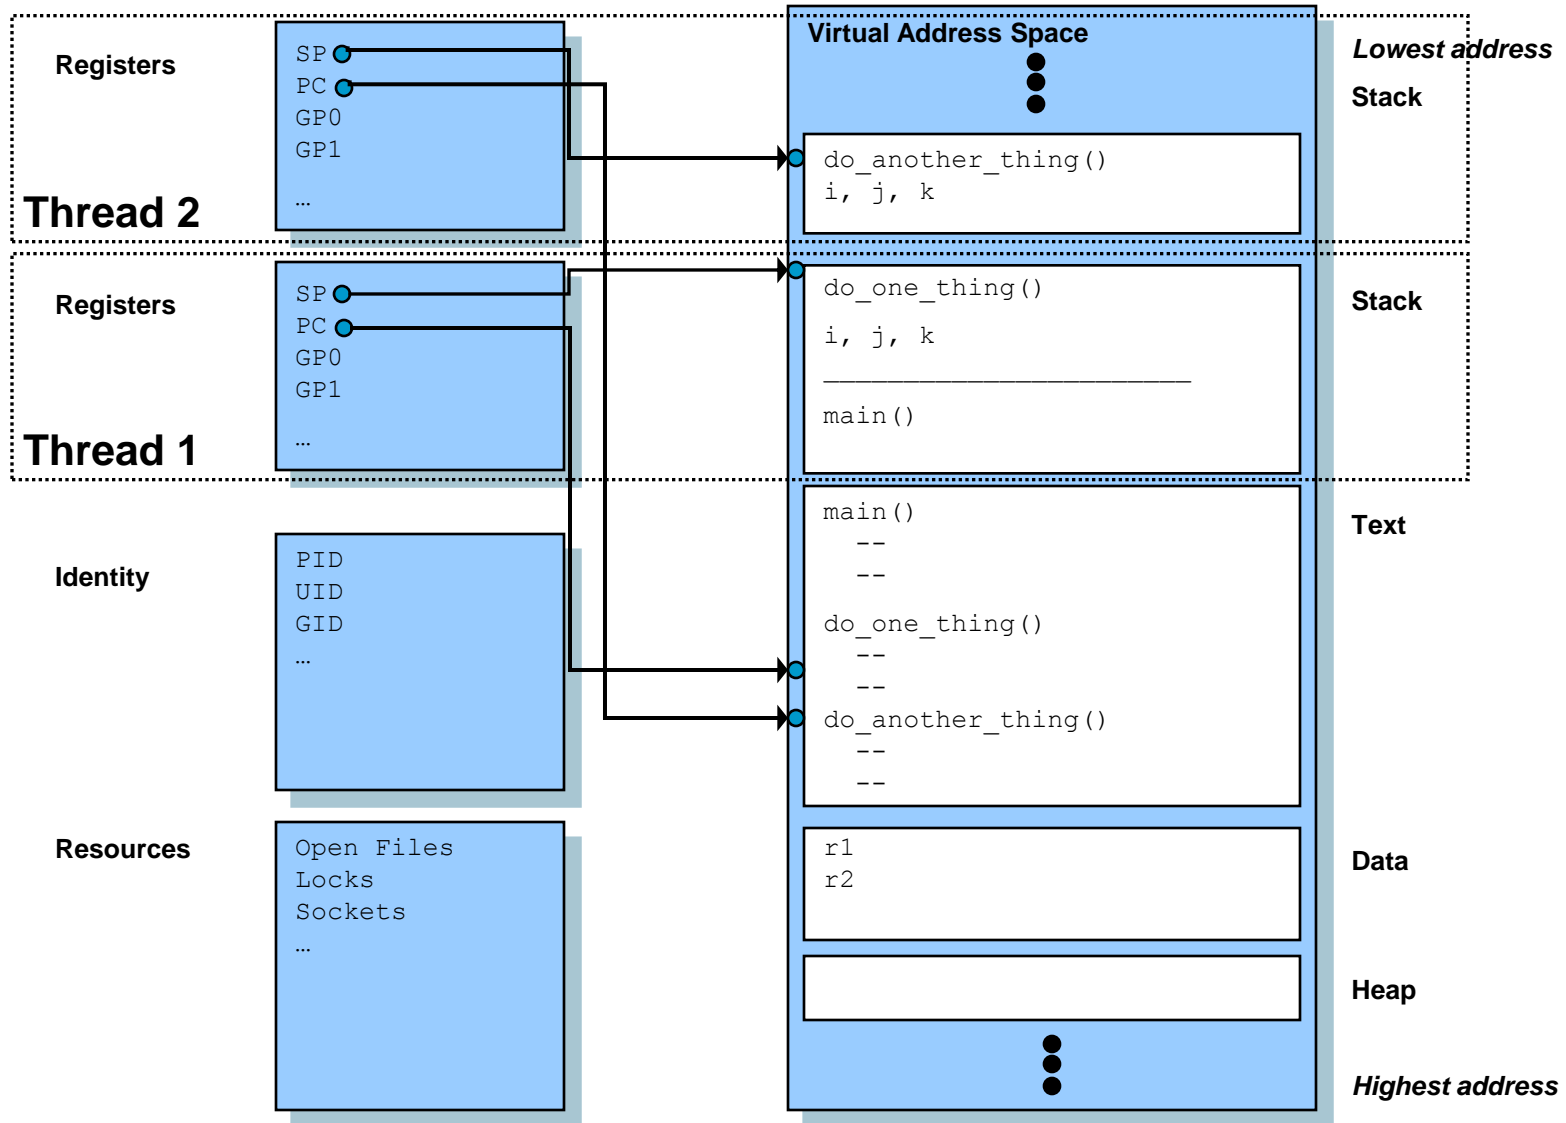 Registers
SP
PC
GP0
GP1
…
Thread 2
Registers
SP
PC
GP0
GP1
…
Thread 1
Identity
PID
UID
GID
…
Resources
Open Files
Locks
Sockets
…
Virtual Address Space
do_another_thing()
i, j, k
do_one_thing()
i, j, k
_______________________
main()
main()
--
--
do_one_thing()
--
--
do_another_thing()
--
--
r1
r2
Lowest address
Stack
Stack
Text
Data
Heap
Highest address